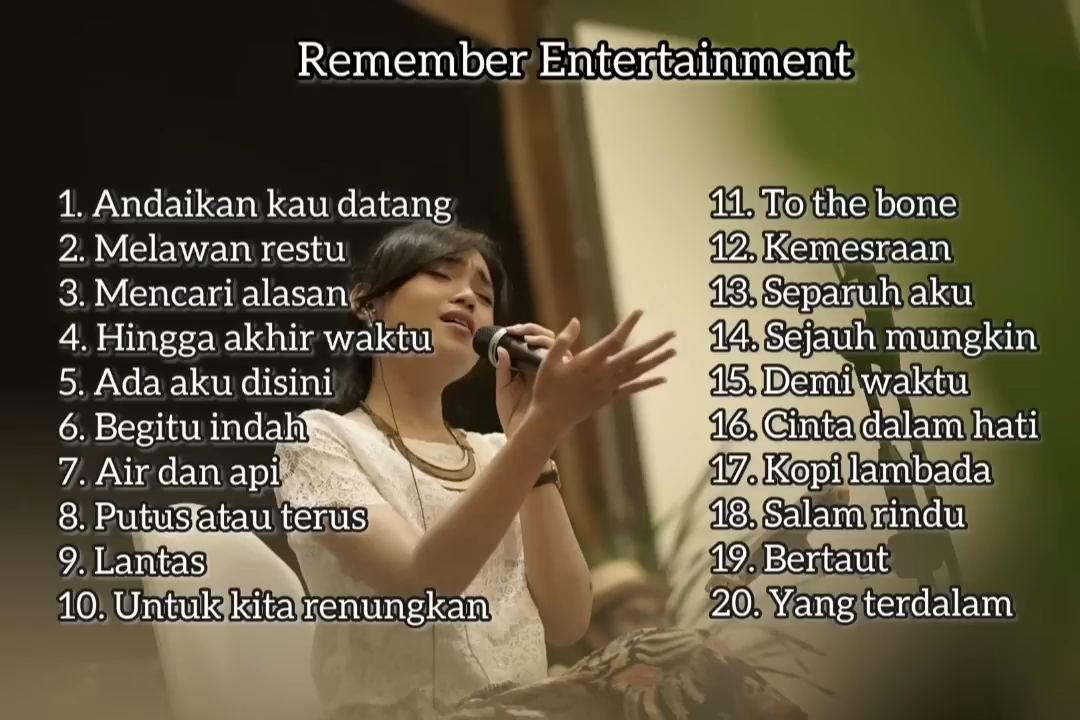 Remember Entertainment
1. Andaikan kau datang
2. Melawan restu
3. Mencari alasan
4. Hingga akhir waktu
5. Ada aku disini
6. Begitu indah
7. Air dan api
8. Putus atau terus
9. Lantas
10. Untuk kita renungkan
11. To the bone
12. Kemesraan
13. Separuh aku
14. Sejauh mungkin
15. Demi waktu
16. Cinta dalam hati
17. Kopi lambada
18. Salam rindu
19. Bertaut
20. Yang terdalam